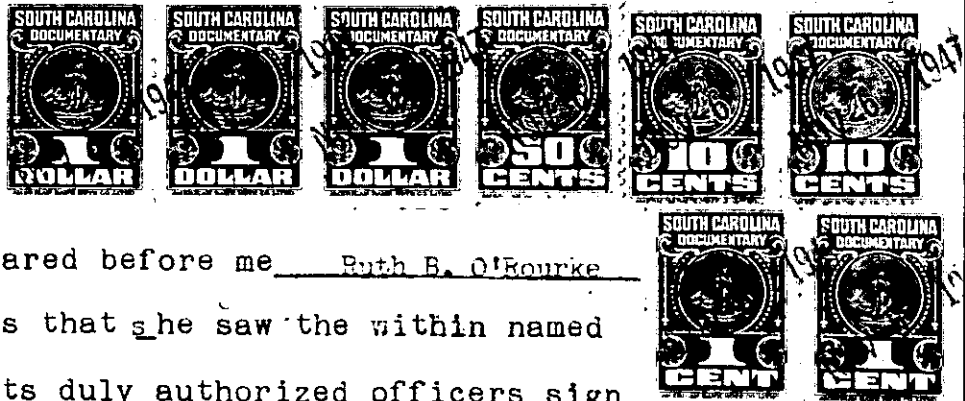 SOUTH CAROLINA DOCUMENTARY 1 DOLLAR
SOUTH CAROLINA DOCUMENTARY 1 DOLLAR
SOUTH CAROLINA DOCUMENTARY 1 DOLLAR
SOUTH CAROLINA DOCUMENTARY 50 CENTS
SOUTH CAROLINA DOCUMENTARY 10 CENTS
SOUTH CAROLINA DOCUMENTARY 10 CENTS
1947
SOUTH CAROLINA DOCUMENTARY 1 CENT
SOUTH CAROLINA DOCUMENTARY 1 CENT
ared before me Ruth B. O'Rourke
s that she saw the within named
ts duly authorized officers sign